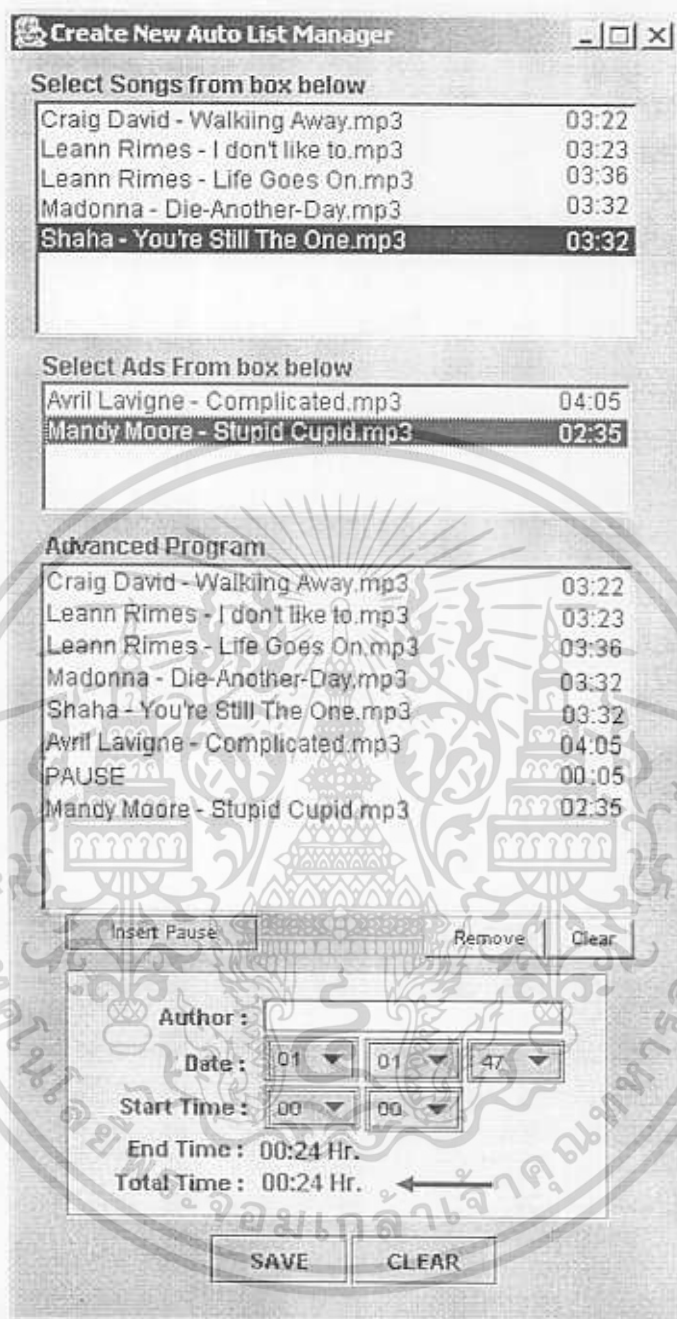 Create New Auto List Manager
Select Songs from box below
Craig David - Walkiing Away.mp3 03:22
Leann Rimes - I don't like to.mp3 03:23
Leann Rimes - Life Goes On.mp3 03:36
Madonna - Die-Another-Day.mp3 03:32
Shaha - You're Still The One.mp3 03:32
Select Ads From box below
Avril Lavigne - Complicated.mp3 04:05
Mandy Moore - Stupid Cupid.mp3 02:35
Advanced Program
Craig David - Walkiing Away.mp3 03:22
Leann Rimes - I don't like to.mp3 03:23
Leann Rimes - Life Goes On.mp3 03:36
Madonna - Die-Another-Day.mp3 03:32
Shaha - You're Still The One.mp3 03:32
Avril Lavigne - Complicated.mp3 04:05
PAUSE 00:05
Mandy Moore - Stupid Cupid.mp3 02:35
Insert Pause Remove Clear
Author :
Date : 01 01 47
Start Time : 00 00
End Time : 00:24 Hr.
Total Time : 00:24 Hr.
SAVE CLEAR